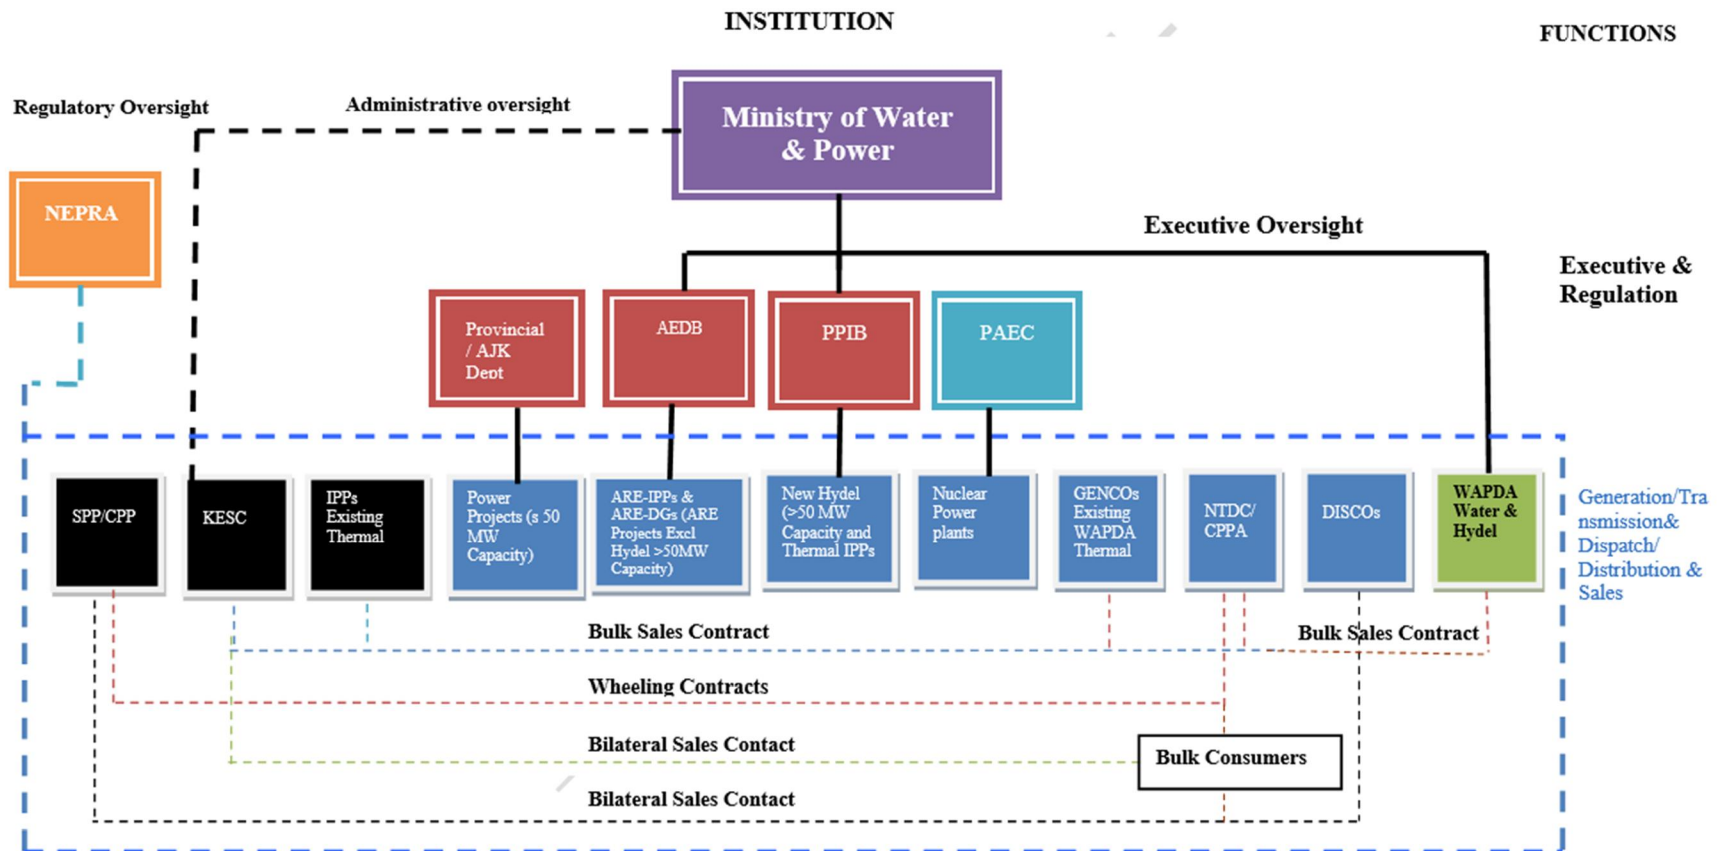 INSTITUTION
FUNCTIONS
Regulatory Oversight
Administrative oversight
Ministry of Water
& Power
NEPRA
Executive Oversight
Executive &
Regulation
Provincial
/ AJK
Dept
AEDB
PPIB
PAEC
SPP/CPP
KESC
IPPs
Existing
Thermal
Power
Projects (s 50
MW
Capacity)
ARE-IPPs &
ARE-DGs (ARE
Projects Excl
Hydel >50MW
Capacity)
New Hydel
(>50 MW
Capacity and
Thermal IPPs
Nuclear
Power
plants
GENCOs
Existing
WAPDA
Thermal
NTDC/
CPPA
DISCOs
WAPDA
Water &
Hydel
Generation/Tra
nsmission&
Dispatch/
Distribution &
Sales
Bulk Sales Contract
Bulk Sales Contract
Wheeling Contracts
Bilateral Sales Contact
Bulk Consumers
Bilateral Sales Contact